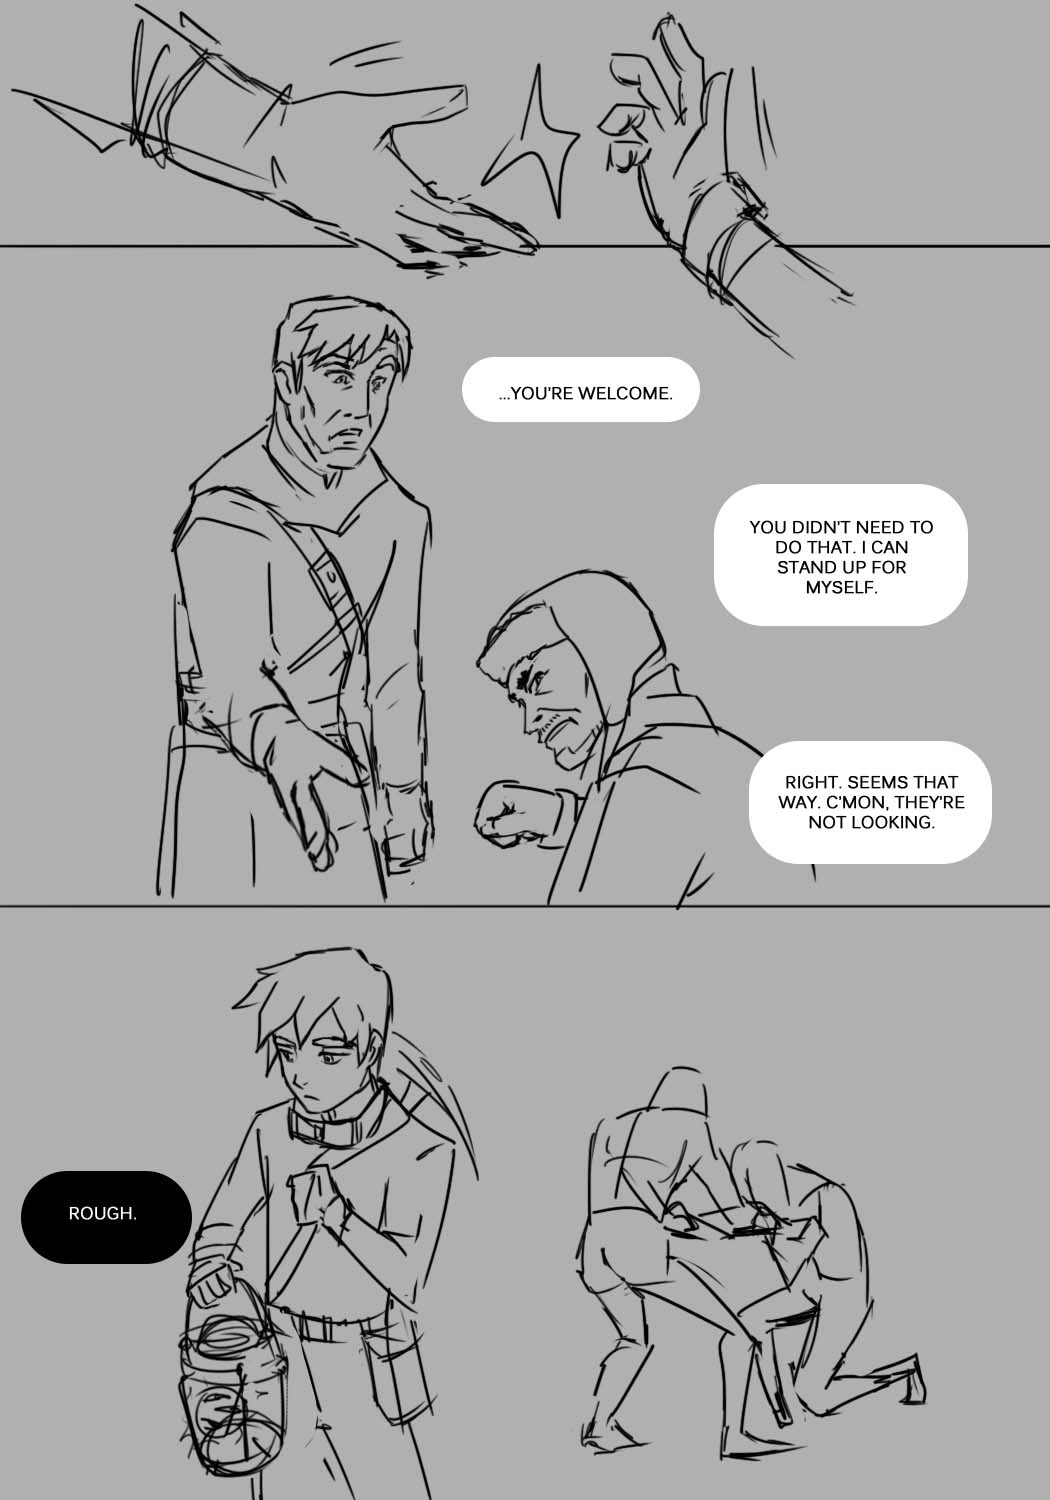 ...YOU'RE WELCOME.
YOU DIDN'T NEED TO
DO THAT. I CAN
STAND UP FOR
MYSELF.
RIGHT. SEEMS THAT
WAY. C'MON, THEY'RE
NOT LOOKING.
ROUGH.